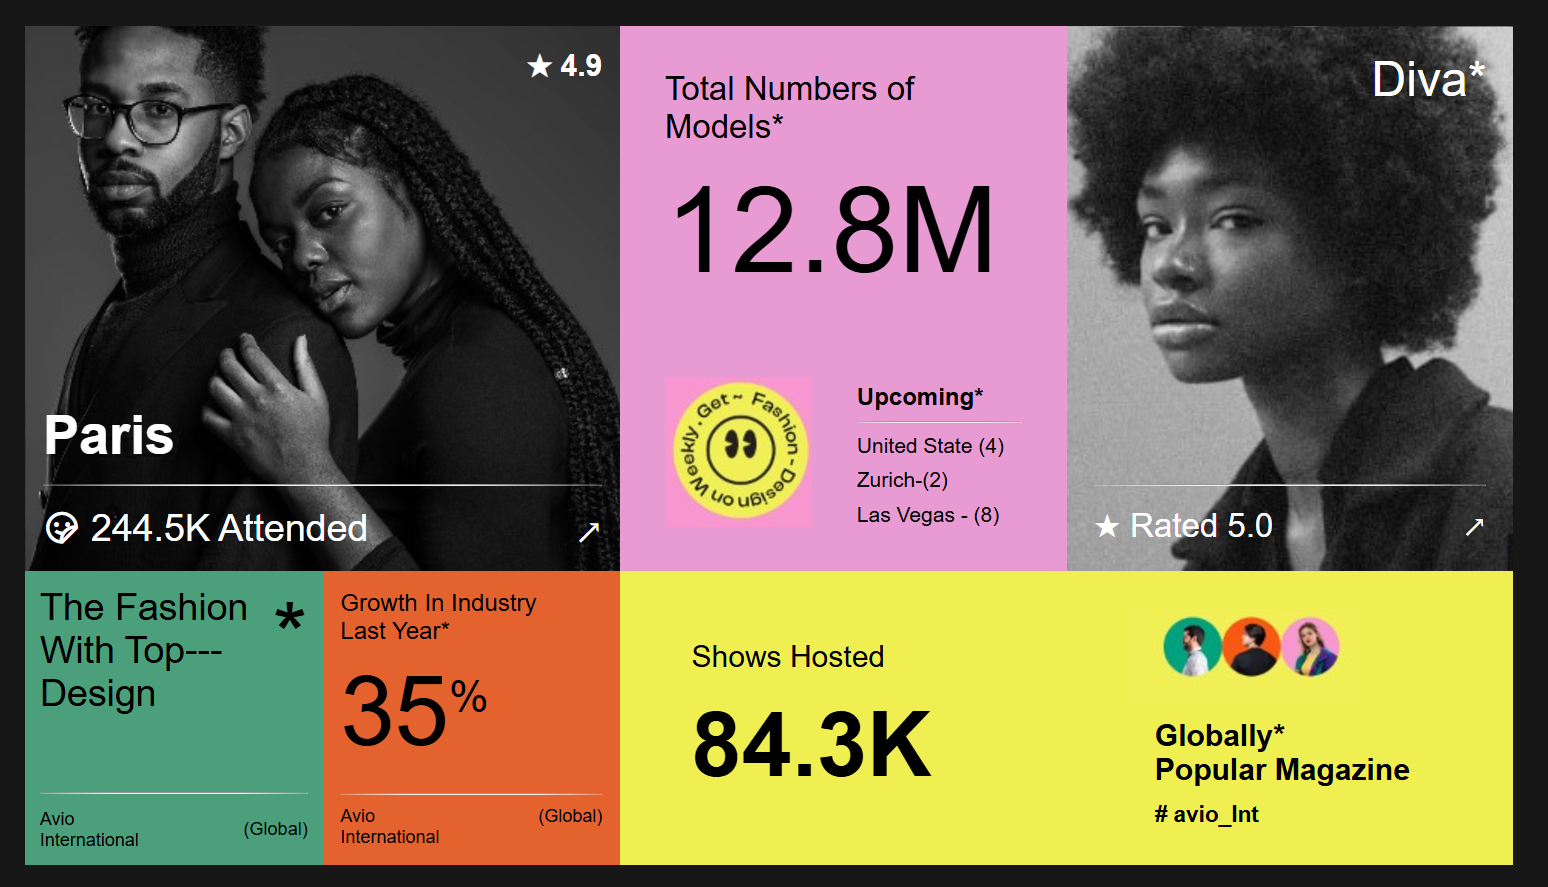 ★ 4.9
Paris
244.5K Attended
↗
Total Numbers of
Models*
12.8M
Get ~ Fashion - Design on Weekly.
Upcoming*
United State (4)
Zurich-(2)
Las Vegas - (8)
Diva*
★ Rated 5.0
↗
The Fashion
With Top---
Design
*
Avio
International
(Global)
Growth In Industry
Last Year*
35%
Avio
International
(Global)
Shows Hosted
84.3K
Globally*
Popular Magazine
# avio_Int